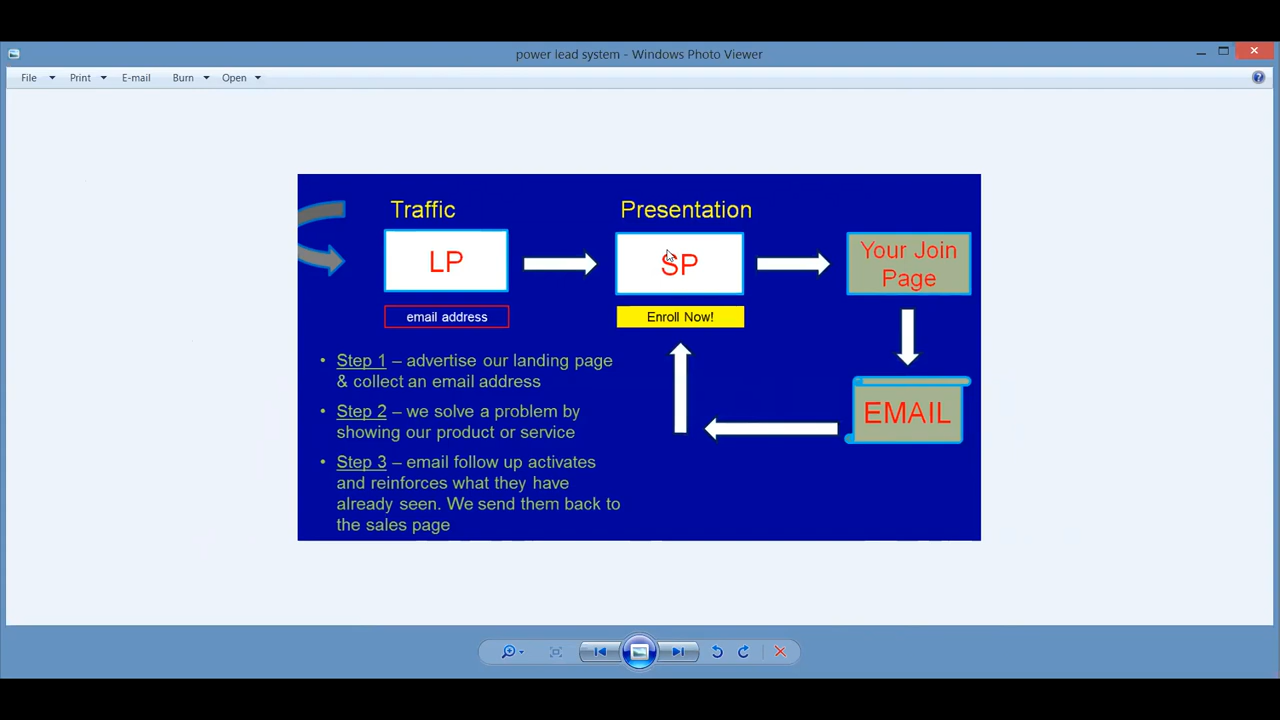 power lead system - Windows Photo Viewer
File Print E-mail Burn Open
Traffic
Presentation
LP
SP
Your Join
Page
email address
Enroll Now!
• Step 1 – advertise our landing page
& collect an email address
• Step 2 – we solve a problem by
showing our product or service
• Step 3 – email follow up activates
and reinforces what they have
already seen. We send them back to
the sales page
EMAIL